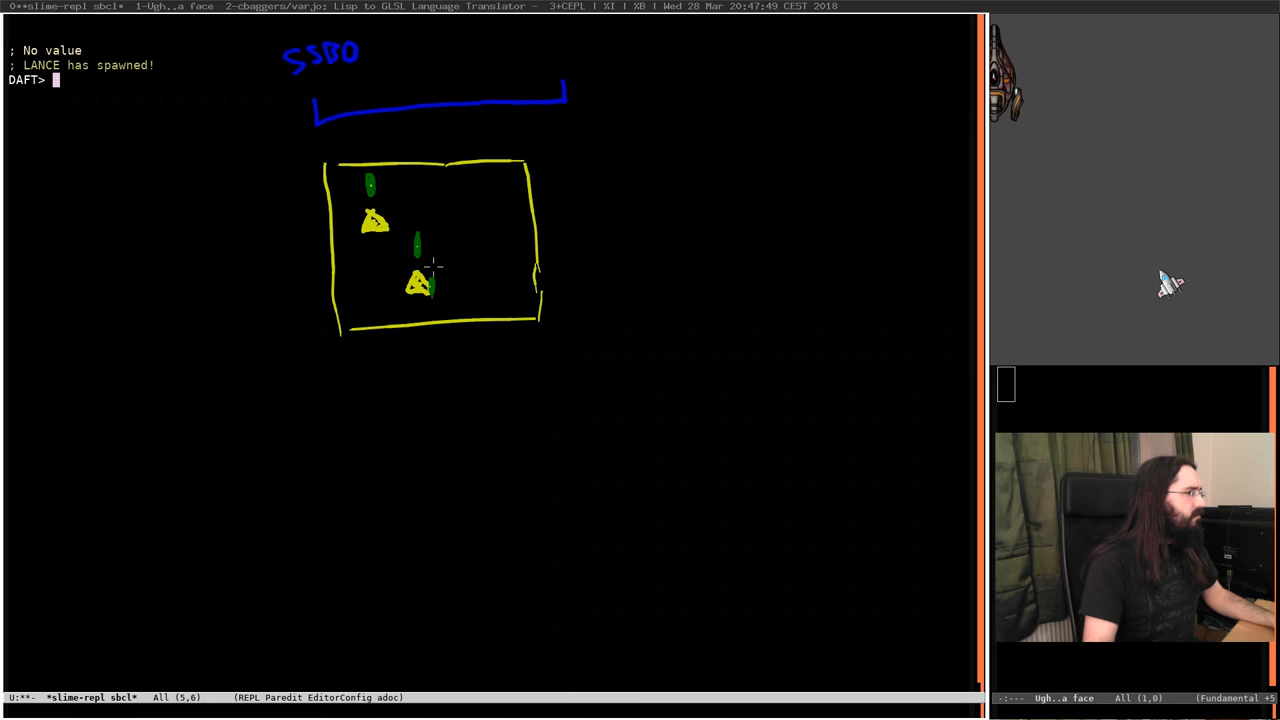 0**slime-repl sbcl*  1-Ugh..a face  2-cbaggers/varjo: Lisp to GLSL Language Translator -  3+CEPL | %I | %B | Wed 28 Mar 20:47:49 CEST 2018
; No value
; LANCE has spawned!
DAFT>
SSBO
U:**-  *slime-repl sbcl*   All (5,6)      (REPL Paredit EditorConfig adoc)
-:---  Ugh..a face    All (1,0)      (Fundamental +5